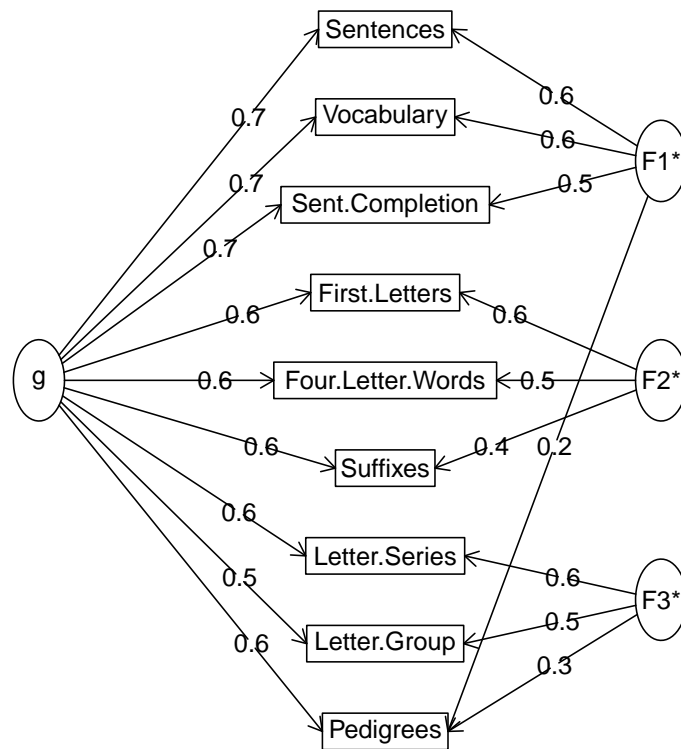 Sentences
0.7
0.6
Vocabulary
0.7
0.6
F1*
Sent.Completion
0.7
0.5
First.Letters
0.6
0.6
g
Four.Letter.Words
0.6
0.5
F2*
Suffixes
0.6
0.4
0.2
Letter.Series
0.6
0.6
F3*
Letter.Group
0.5
0.5
Pedigrees
0.6
0.3